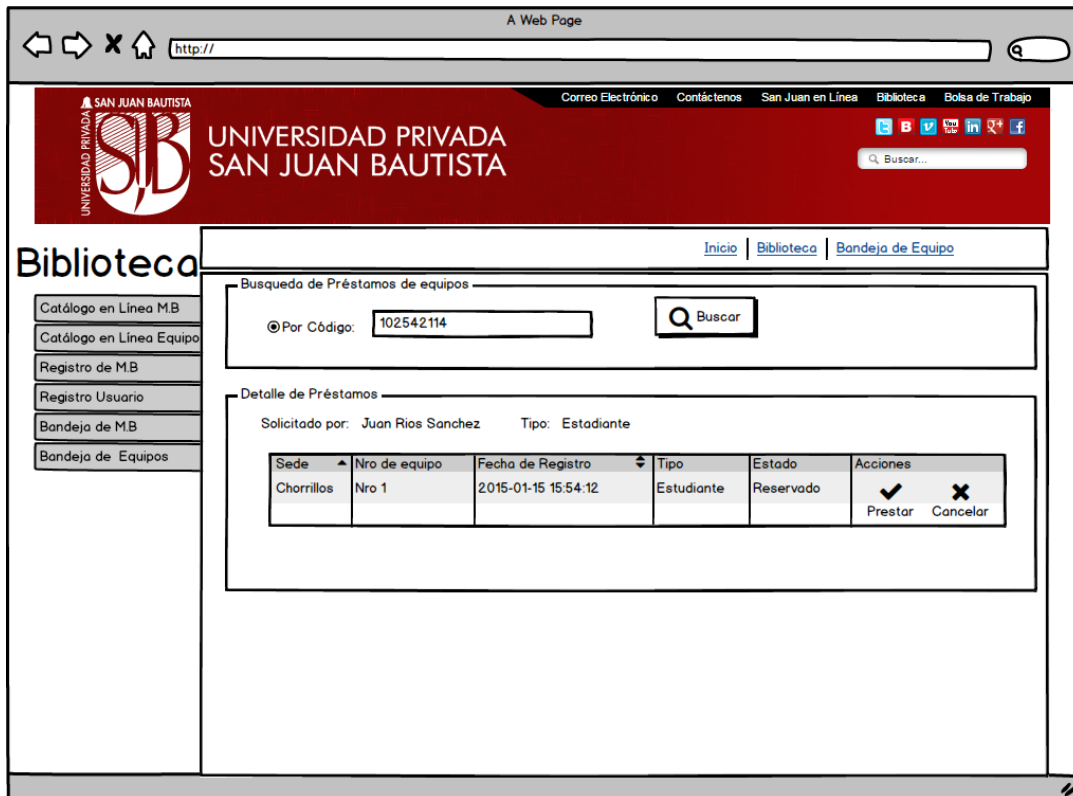 A Web Page
http://
Correo Electrónico Contáctenos San Juan en Línea Biblioteca Bolsa de Trabajo
SAN JUAN BAUTISTA
UNIVERSIDAD PRIVADA
SJB
UNIVERSIDAD PRIVADA
SAN JUAN BAUTISTA
You Tube
Buscar...
Biblioteca
Inicio Biblioteca Bandeja de Equipo
Catálogo en Línea M.B
Catálogo en Línea Equipo
Registro de M.B
Registro Usuario
Bandeja de M.B
Bandeja de Equipos
Busqueda de Préstamos de equipos
Por Código: 102542114 Buscar
Detalle de Préstamos
Solicitado por: Juan Rios Sanchez Tipo: Estadiante
Sede Nro de equipo Fecha de Registro Tipo Estado Acciones
Chorrillos Nro 1 2015-01-15 15:54:12 Estudiante Reservado
Prestar Cancelar